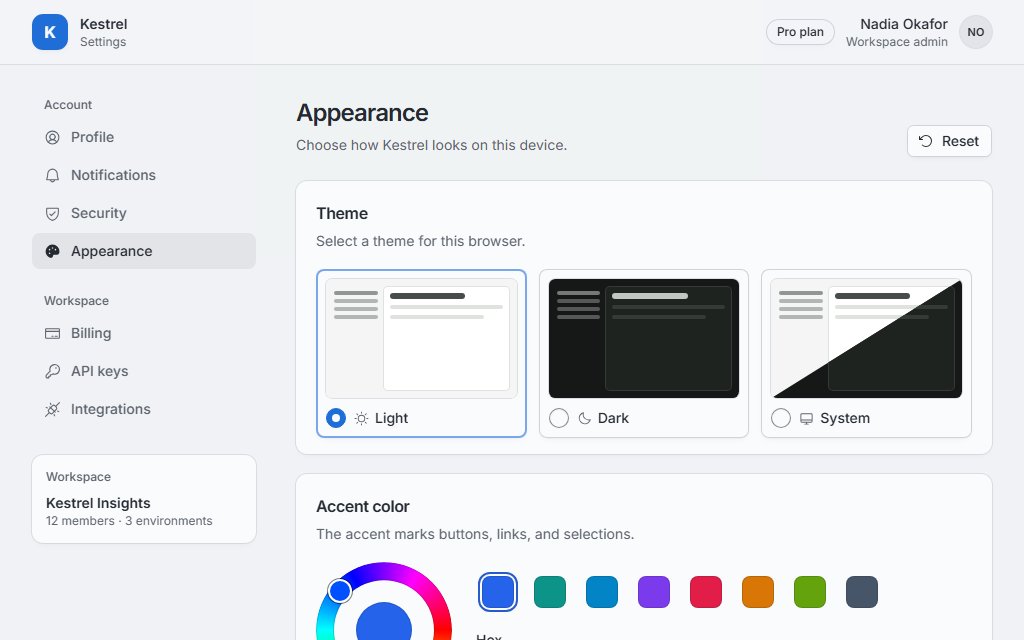 K
Kestrel
Settings
Pro plan
Nadia Okafor
Workspace admin
NO
Account
Profile
Notifications
Security
Appearance
Workspace
Billing
API keys
Integrations
Workspace
Kestrel Insights
12 members · 3 environments
Appearance
Choose how Kestrel looks on this device.
Reset
Theme
Select a theme for this browser.
Light
Dark
System
Accent color
The accent marks buttons, links, and selections.
Hex